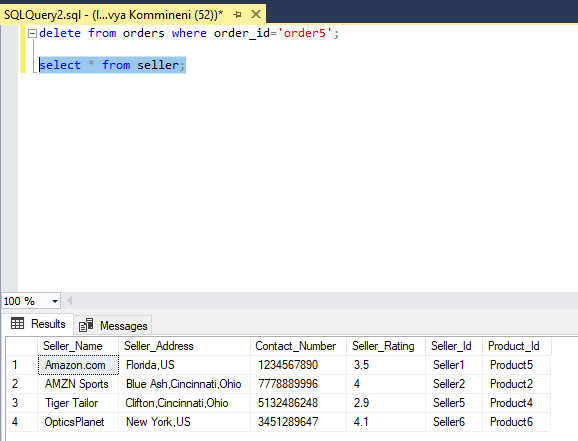 SQLQuery2.sql - (l...vya Kommineni (52))*
delete from orders where order_id='order5';
select * from seller;
100 %
Results Messages
Seller_Name Seller_Address Contact_Number Seller_Rating Seller_Id Product_Id
1 Amazon.com Florida,US 1234567890 3.5 Seller1 Product5
2 AMZN Sports Blue Ash,Cincinnati,Ohio 7778889996 4 Seller2 Product2
3 Tiger Tailor Clifton,Cincinnati,Ohio 5132486248 2.9 Seller5 Product4
4 OpticsPlanet New York,US 3451289647 4.1 Seller6 Product6